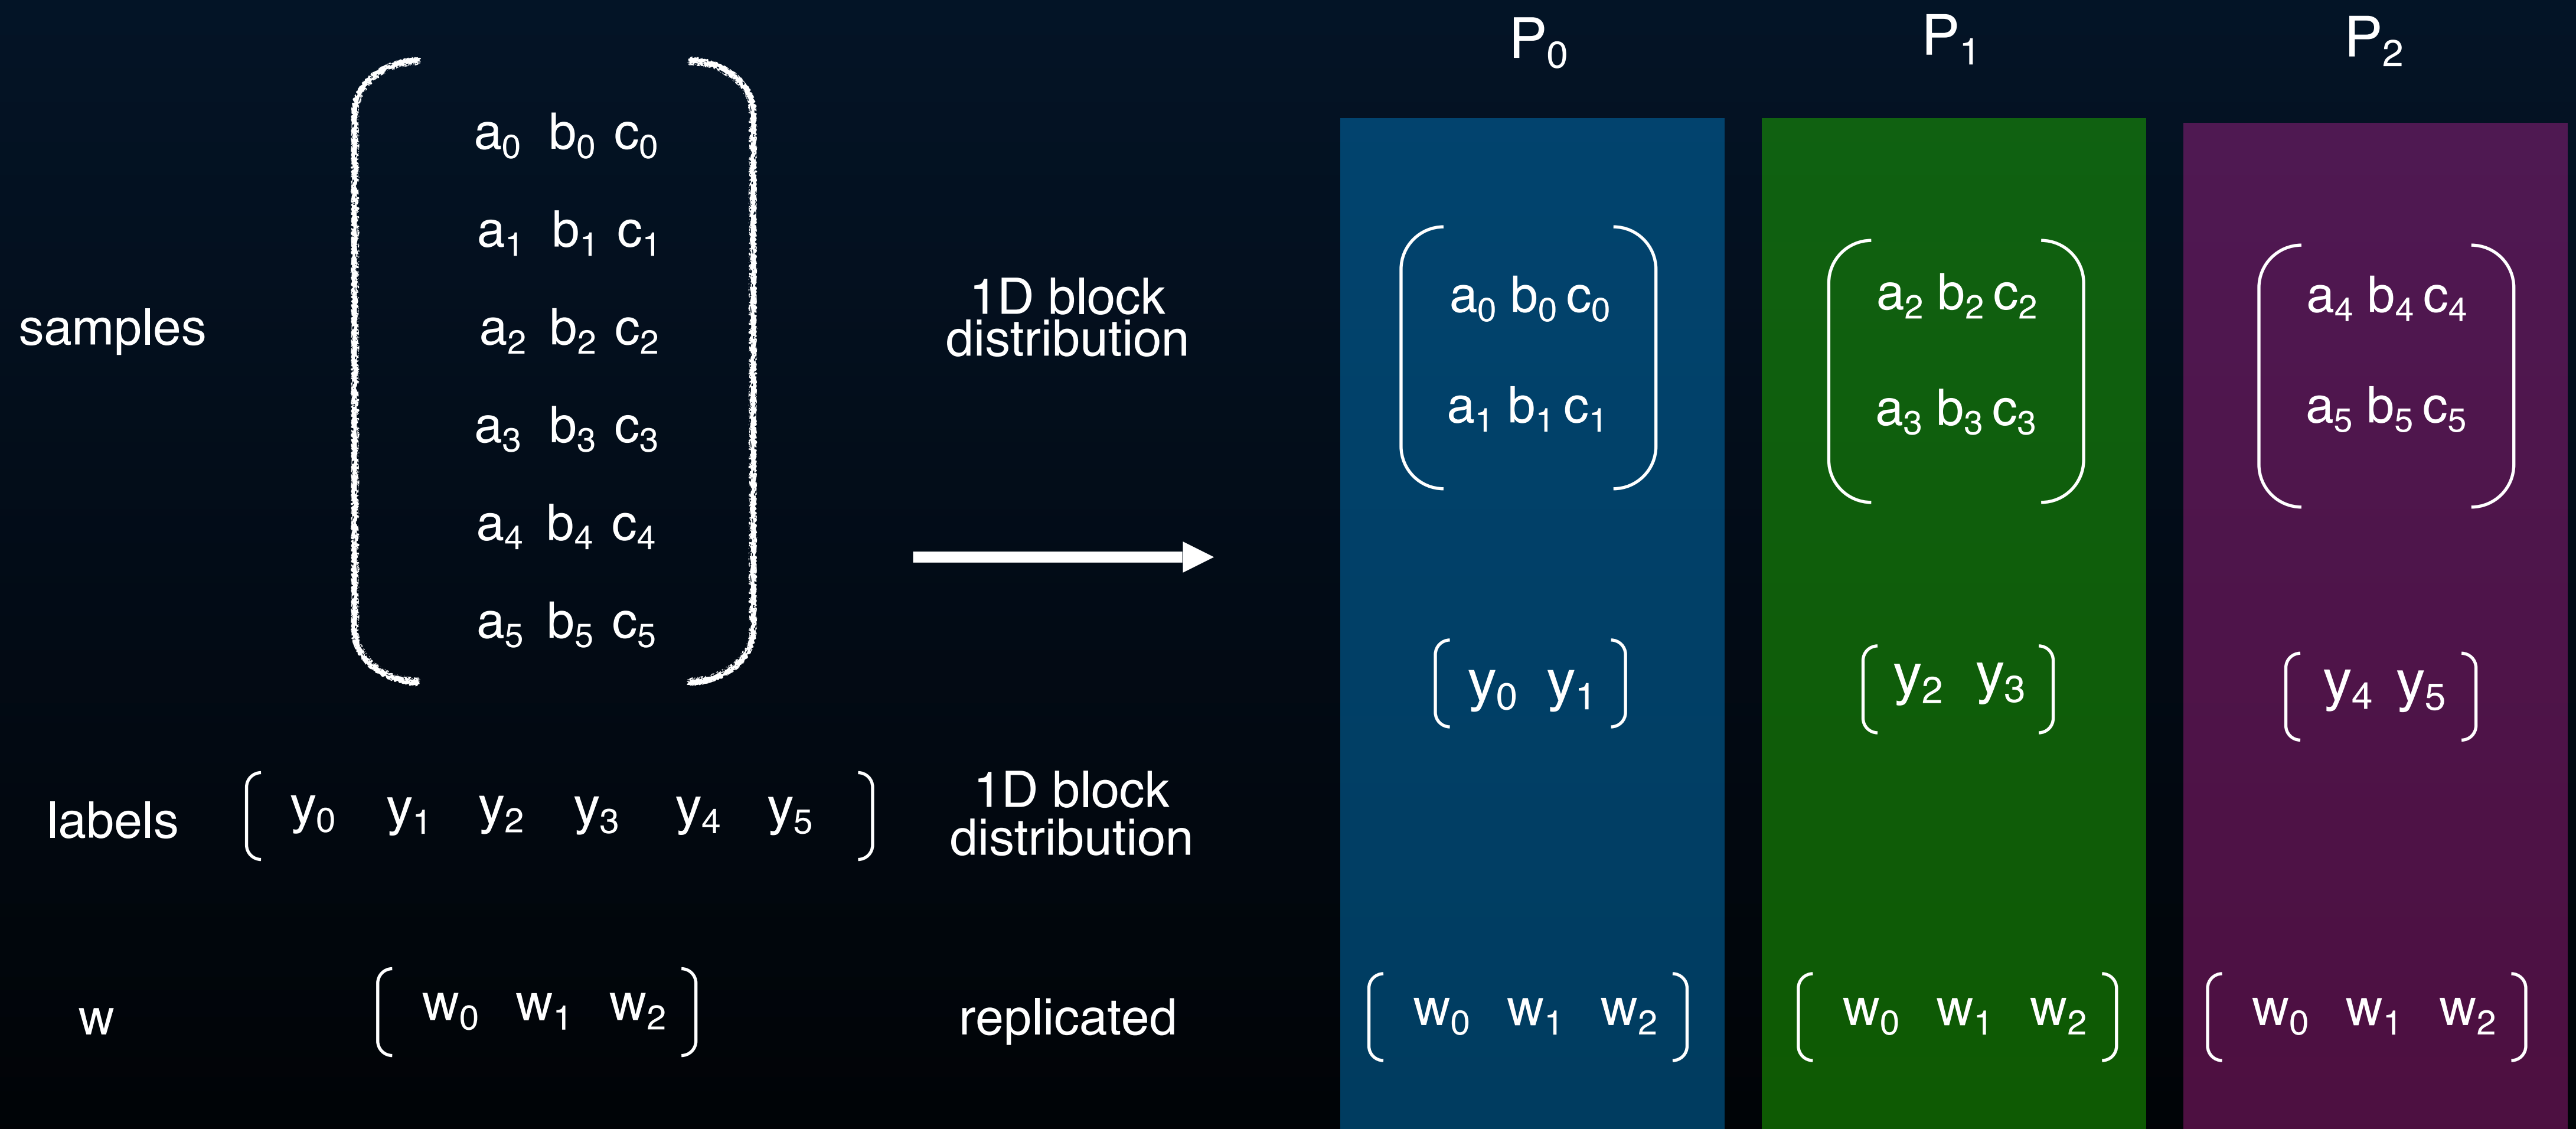 P₀ P₁ P₂
samples
a₀ b₀ c₀
a₁ b₁ c₁
a₂ b₂ c₂
a₃ b₃ c₃
a₄ b₄ c₄
a₅ b₅ c₅
1D block
distribution
a₀ b₀ c₀
a₁ b₁ c₁
a₂ b₂ c₂
a₃ b₃ c₃
a₄ b₄ c₄
a₅ b₅ c₅
y₀ y₁
y₂ y₃
y₄ y₅
labels
y₀ y₁ y₂ y₃ y₄ y₅
1D block
distribution
w
w₀ w₁ w₂
replicated
w₀ w₁ w₂
w₀ w₁ w₂
w₀ w₁ w₂